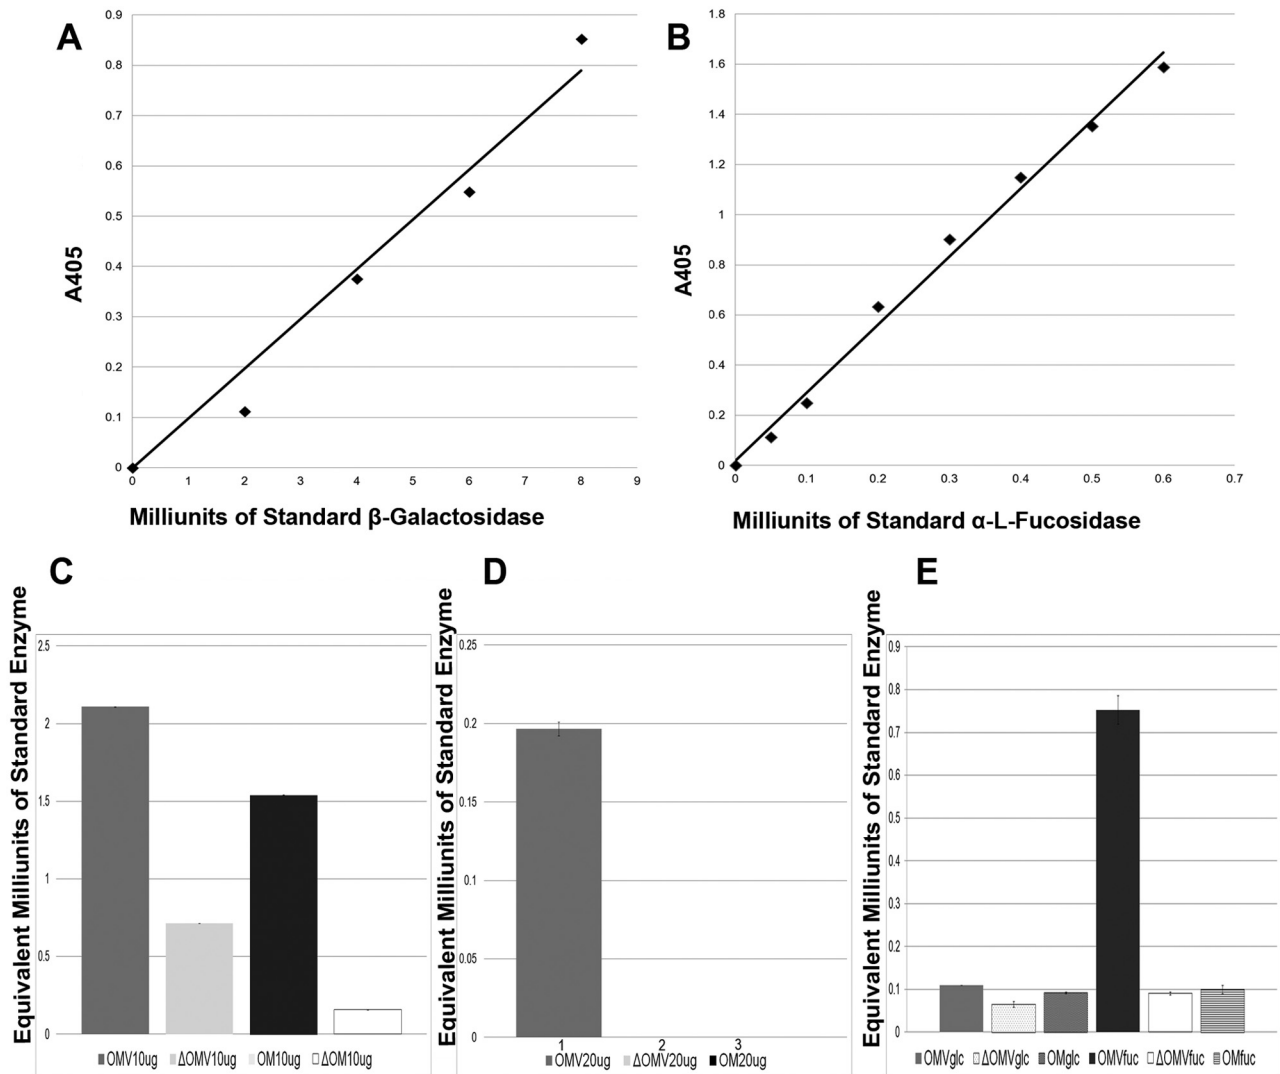 A
0.9
0.8
0.7
0.6
0.5
0.4
0.3
0.2
0.1
0
0 1 2 3 4 5 6 7 8 9
A405
Milliunits of Standard β-Galactosidase
B
1.8
1.6
1.4
1.2
1
0.8
0.6
0.4
0.2
0
0 0.1 0.2 0.3 0.4 0.5 0.6 0.7
A405
Milliunits of Standard α-L-Fucosidase
C
Equivalent Milliunits of Standard Enzyme
2.5
2
1.5
1
0.5
0
OMV10ug ΔOMV10ug OM10ug ΔOM10ug
D
Equivalent Milliunits of Standard Enzyme
0.25
0.2
0.15
0.1
0.05
0
1 2 3
OMV20ug ΔOMV20ug OM20ug
E
Equivalent Milliunits of Standard Enzyme
0.9
0.8
0.7
0.6
0.5
0.4
0.3
0.2
0.1
0
OMVglc ΔOMVglc OMglc OMVfuc ΔOMVfuc OMfuc